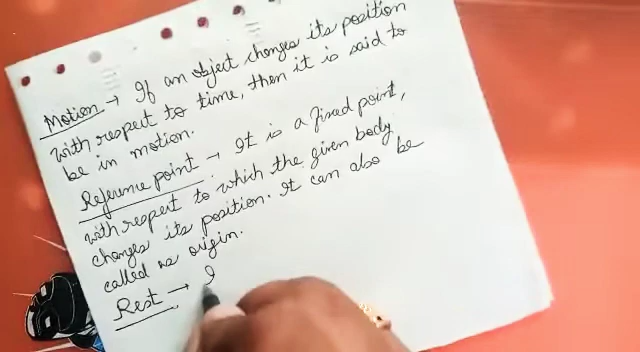 Motion → If an object changes its position
with respect to time, then it is said to
be in motion.
Reference point → It is a fixed point,
with respect to which the given body
changes its position. It can also be
called as origin.
Rest → I